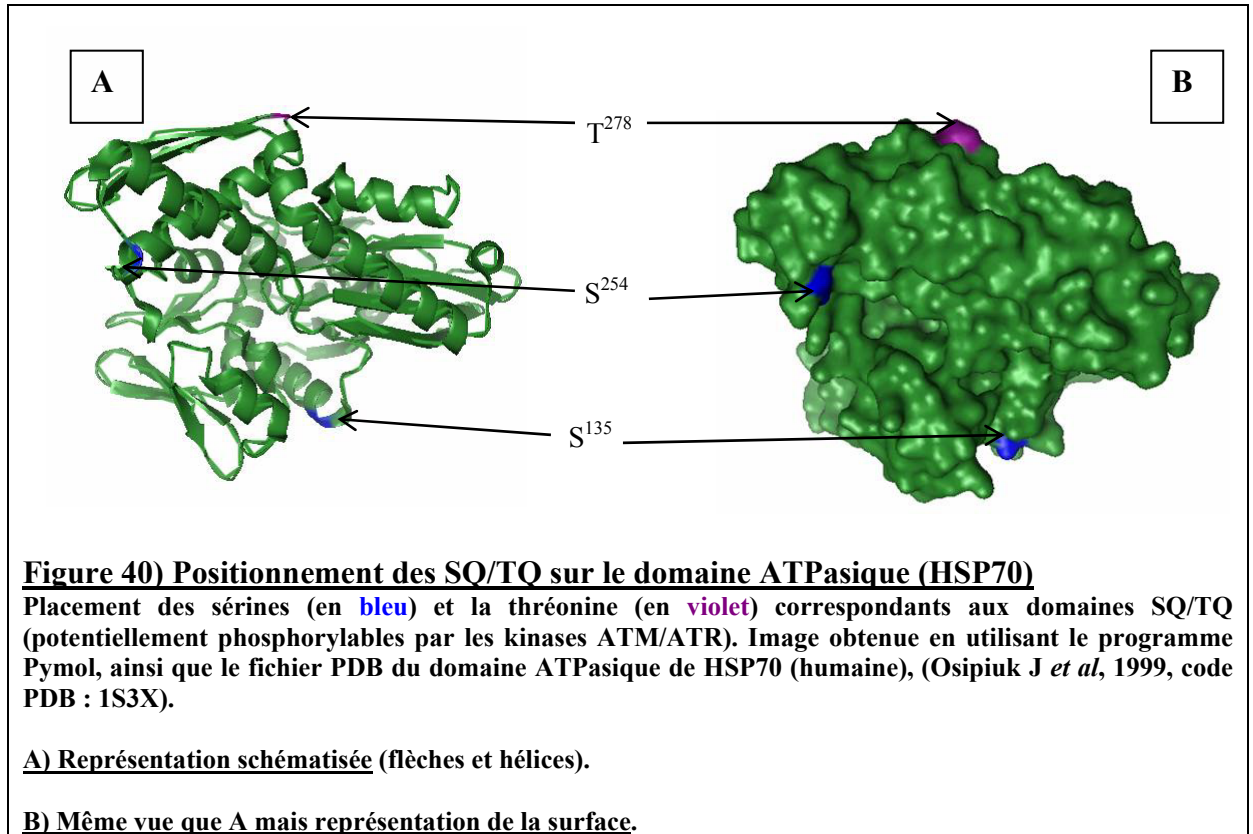 A
B
T278
S254
S135
Figure 40) Positionnement des SQ/TQ sur le domaine ATPasique (HSP70)
Placement des sérines (en bleu) et la thréonine (en violet) correspondants aux domaines SQ/TQ
(potentiellement phosphorylables par les kinases ATM/ATR). Image obtenue en utilisant le programme
Pymol, ainsi que le fichier PDB du domaine ATPasique de HSP70 (humaine), (Osipiuk J et al, 1999, code
PDB : 1S3X).
A) Représentation schématisée (flèches et hélices).
B) Même vue que A mais représentation de la surface.